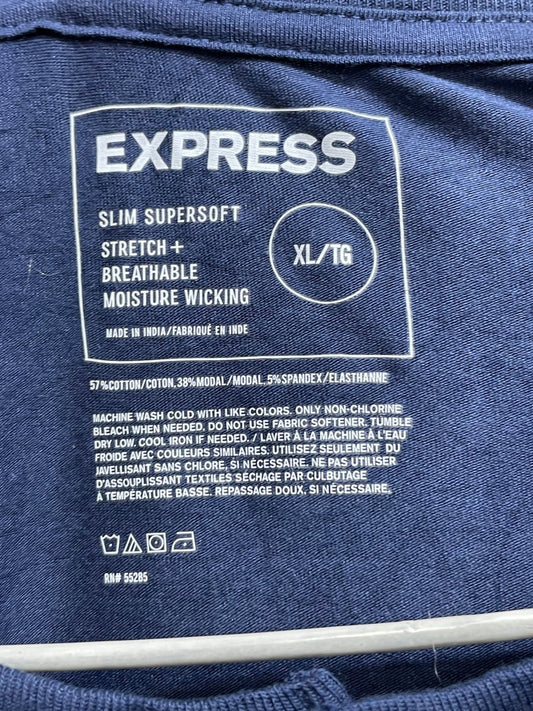 EXPRESS
SLIM SUPERSOFT
STRETCH +
BREATHABLE
MOISTURE WICKING
XL/TG
MADE IN INDIA/FABRIQUÉ EN INDE
57%COTTON/COTON, 38%MODAL/MODAL, 5%SPANDEX/ELASTHANNE
MACHINE WASH COLD WITH LIKE COLORS. ONLY NON-CHLORINE
BLEACH WHEN NEEDED. DO NOT USE FABRIC SOFTENER. TUMBLE
DRY LOW. COOL IRON IF NEEDED. / LAVER À LA MACHINE À L'EAU
FROIDE AVEC COULEURS SIMILAIRES. UTILISEZ SEULEMENT DU
JAVELLISANT SANS CHLORE, SI NÉCESSAIRE. NE PAS UTILISER
D'ASSOUPLISSANT TEXTILES SÉCHAGE PAR CULBUTAGE
À TEMPÉRATURE BASSE. REPASSAGE DOUX, SI NÉCESSAIRE.
RN# 55285